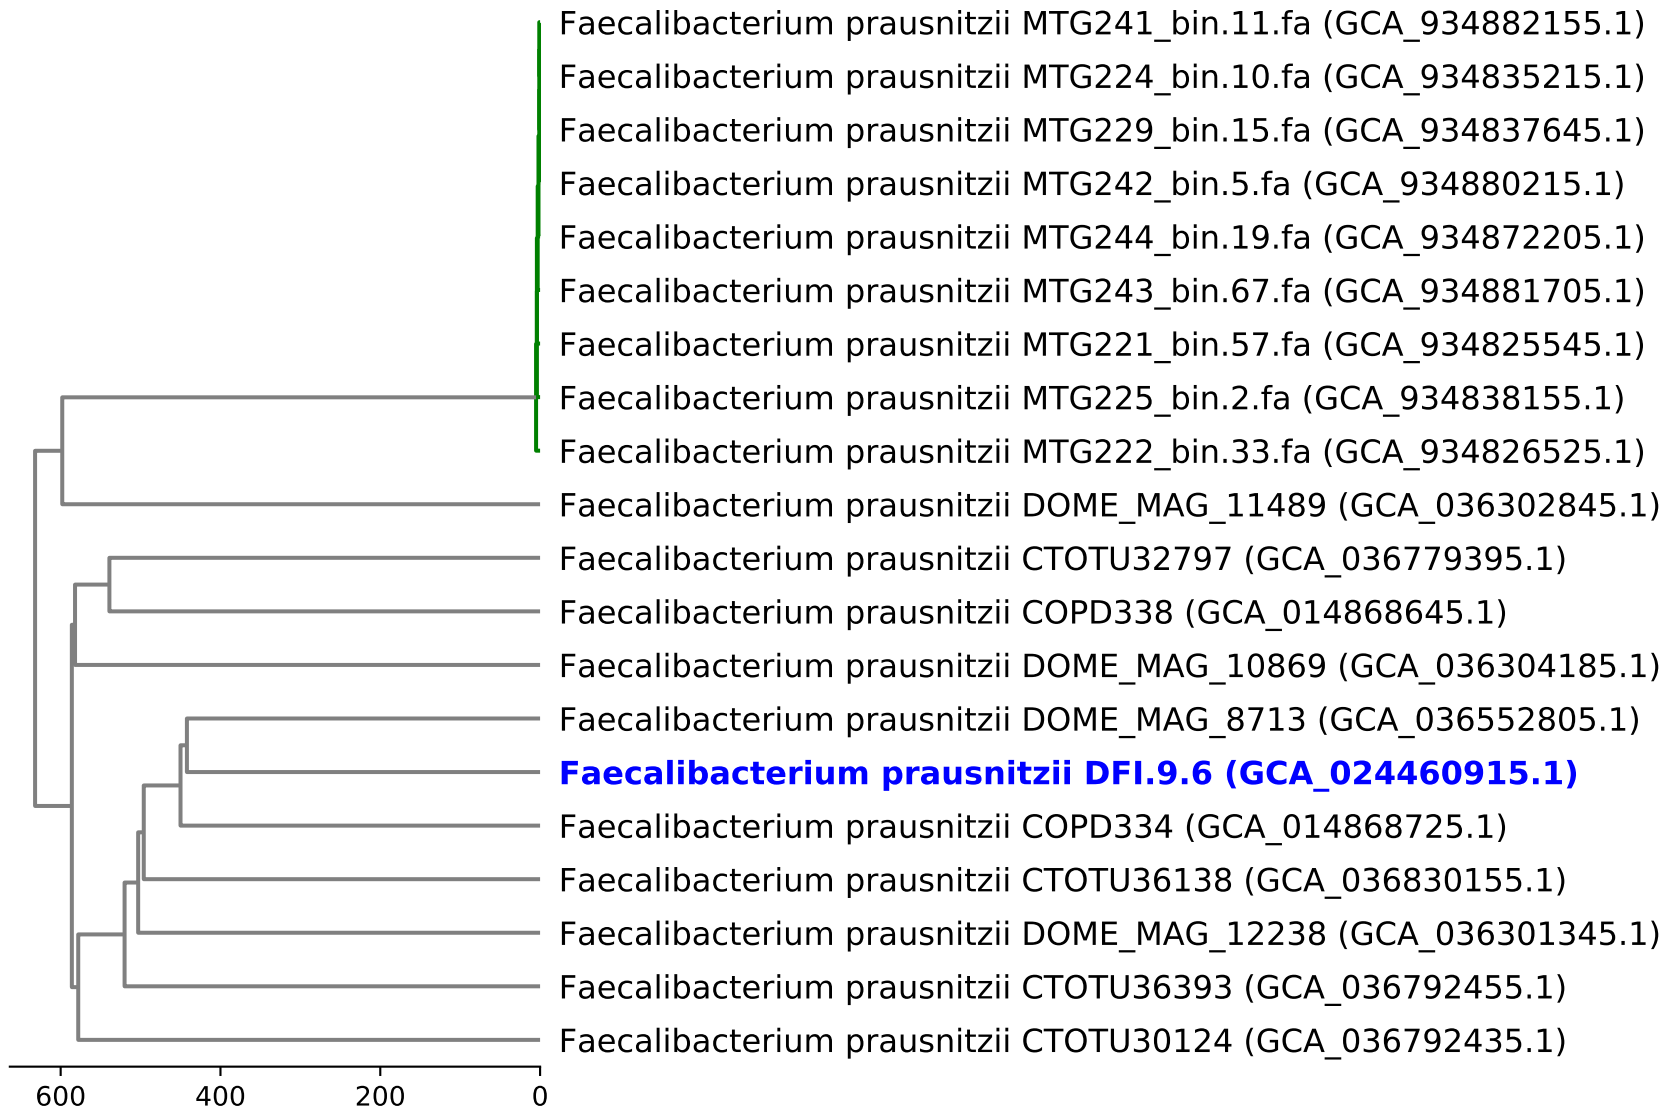 Faecalibacterium prausnitzii MTG241_bin.11.fa (GCA_934882155.1)
Faecalibacterium prausnitzii MTG224_bin.10.fa (GCA_934835215.1)
Faecalibacterium prausnitzii MTG229_bin.15.fa (GCA_934837645.1)
Faecalibacterium prausnitzii MTG242_bin.5.fa (GCA_934880215.1)
Faecalibacterium prausnitzii MTG244_bin.19.fa (GCA_934872205.1)
Faecalibacterium prausnitzii MTG243_bin.67.fa (GCA_934881705.1)
Faecalibacterium prausnitzii MTG221_bin.57.fa (GCA_934825545.1)
Faecalibacterium prausnitzii MTG225_bin.2.fa (GCA_934838155.1)
Faecalibacterium prausnitzii MTG222_bin.33.fa (GCA_934826525.1)
Faecalibacterium prausnitzii DOME_MAG_11489 (GCA_036302845.1)
Faecalibacterium prausnitzii CTOTU32797 (GCA_036779395.1)
Faecalibacterium prausnitzii COPD338 (GCA_014868645.1)
Faecalibacterium prausnitzii DOME_MAG_10869 (GCA_036304185.1)
Faecalibacterium prausnitzii DOME_MAG_8713 (GCA_036552805.1)
Faecalibacterium prausnitzii DFI.9.6 (GCA_024460915.1)
Faecalibacterium prausnitzii COPD334 (GCA_014868725.1)
Faecalibacterium prausnitzii CTOTU36138 (GCA_036830155.1)
Faecalibacterium prausnitzii DOME_MAG_12238 (GCA_036301345.1)
Faecalibacterium prausnitzii CTOTU36393 (GCA_036792455.1)
Faecalibacterium prausnitzii CTOTU30124 (GCA_036792435.1)
600 400 200 0